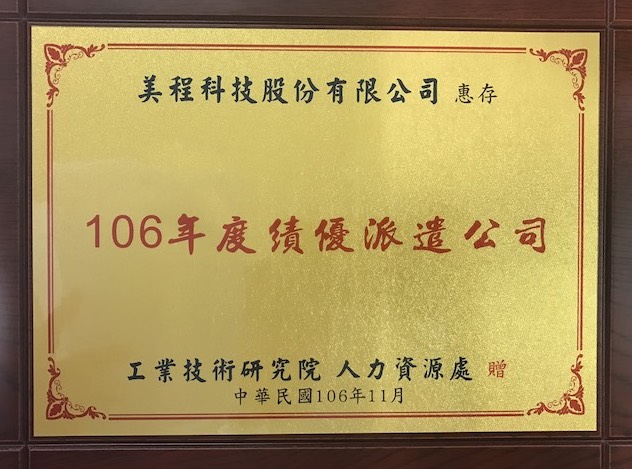 美程科技股份有限公司 惠存
106年度績優派遣公司
工業技術研究院 人力資源處 贈
中華民國106年11月